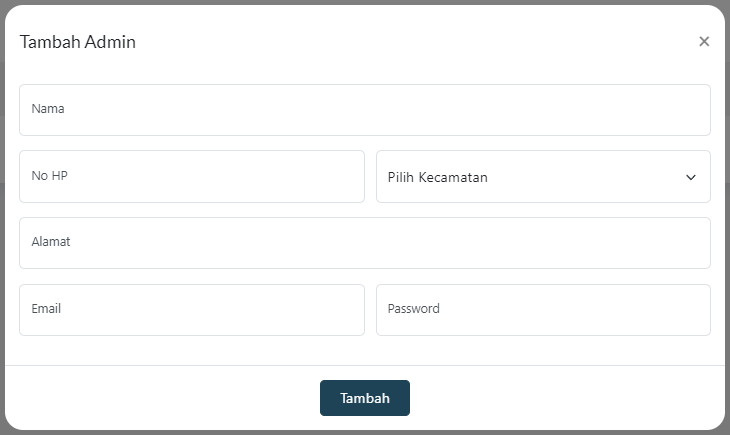 Tambah Admin ×
Nama
No HP
Pilih Kecamatan
Alamat
Email
Password
Tambah